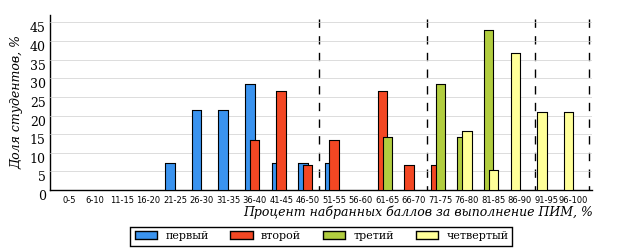 Доля студентов, %
45
40
35
30
25
20
15
10
5
0
0-5 6-10 11-15 16-20 21-25 26-30 31-35 36-40 41-45 46-50 51-55 56-60 61-65 66-70 71-75 76-80 81-85 86-90 91-95 96-100
Процент набранных баллов за выполнение ПИМ, %
первый второй третий четвертый